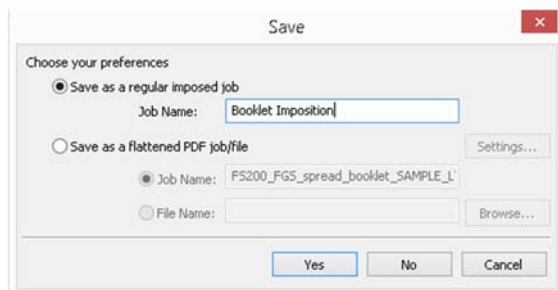 Save
Choose your preferences
Save as a regular imposed job
Job Name: Booklet Imposition
Save as a flattened PDF job/file Settings...
Job Name: FS200_FGS_spread_booklet_SAMPLE_L
File Name: Browse...
Yes No Cancel